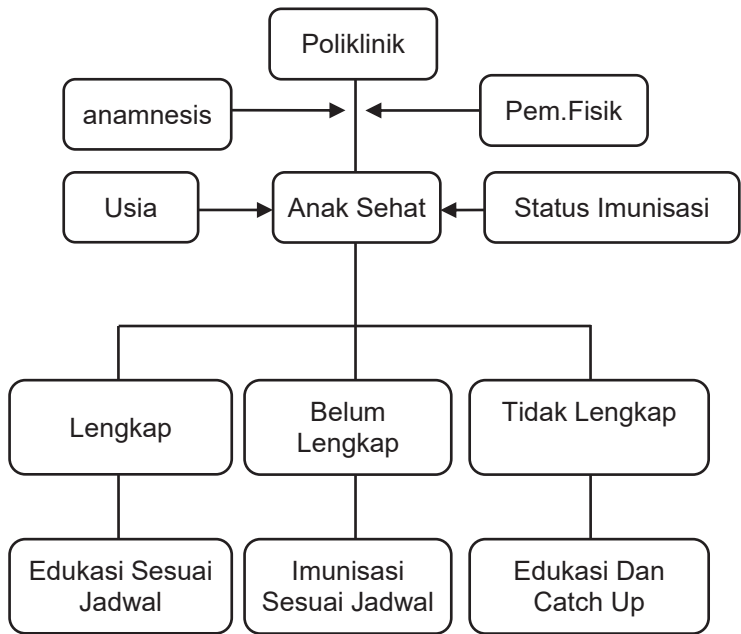 Poliklinik
anamnesis
Pem.Fisik
Usia
Anak Sehat
Status Imunisasi
Lengkap
Belum
Lengkap
Tidak Lengkap
Edukasi Sesuai
Jadwal
Imunisasi
Sesuai Jadwal
Edukasi Dan
Catch Up